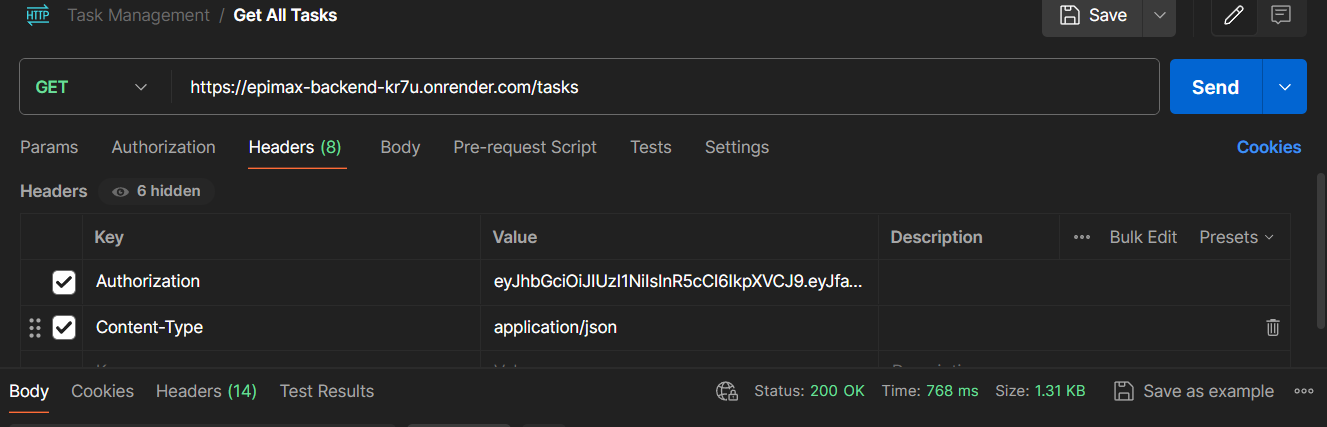 HTTP Task Management / Get All Tasks Save
GET https://epimax-backend-kr7u.onrender.com/tasks Send
Params Authorization Headers (8) Body Pre-request Script Tests Settings Cookies
Headers 6 hidden
Key Value Description ••• Bulk Edit Presets
Authorization eyJhbGciOiJIUzI1NiIsInR5cCI6IkpXVCJ9.eyJfa...
Content-Type application/json
Body Cookies Headers (14) Test Results Status: 200 OK Time: 768 ms Size: 1.31 KB Save as example